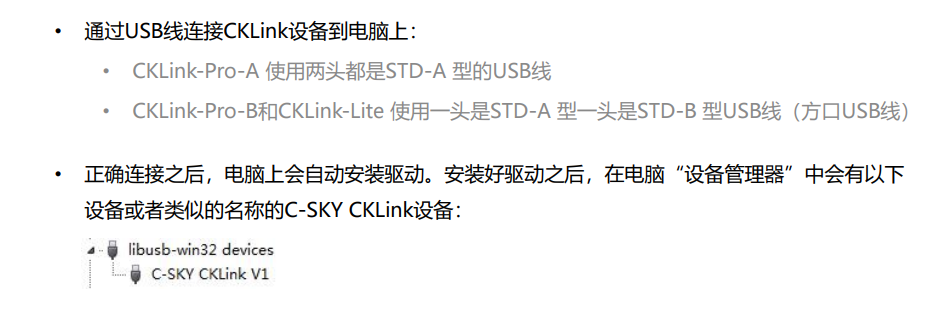 • 通过USB线连接CKLink设备到电脑上：
• CKLink-Pro-A 使用两头都是STD-A 型的USB线
• CKLink-Pro-B和CKLink-Lite 使用一头是STD-A 型一头是STD-B 型USB线（方口USB线）
• 正确连接之后，电脑上会自动安装驱动。安装好驱动之后，在电脑“设备管理器”中会有以下
设备或者类似的名称的C-SKY CKLink设备：
libusb-win32 devices
C-SKY CKLink V1